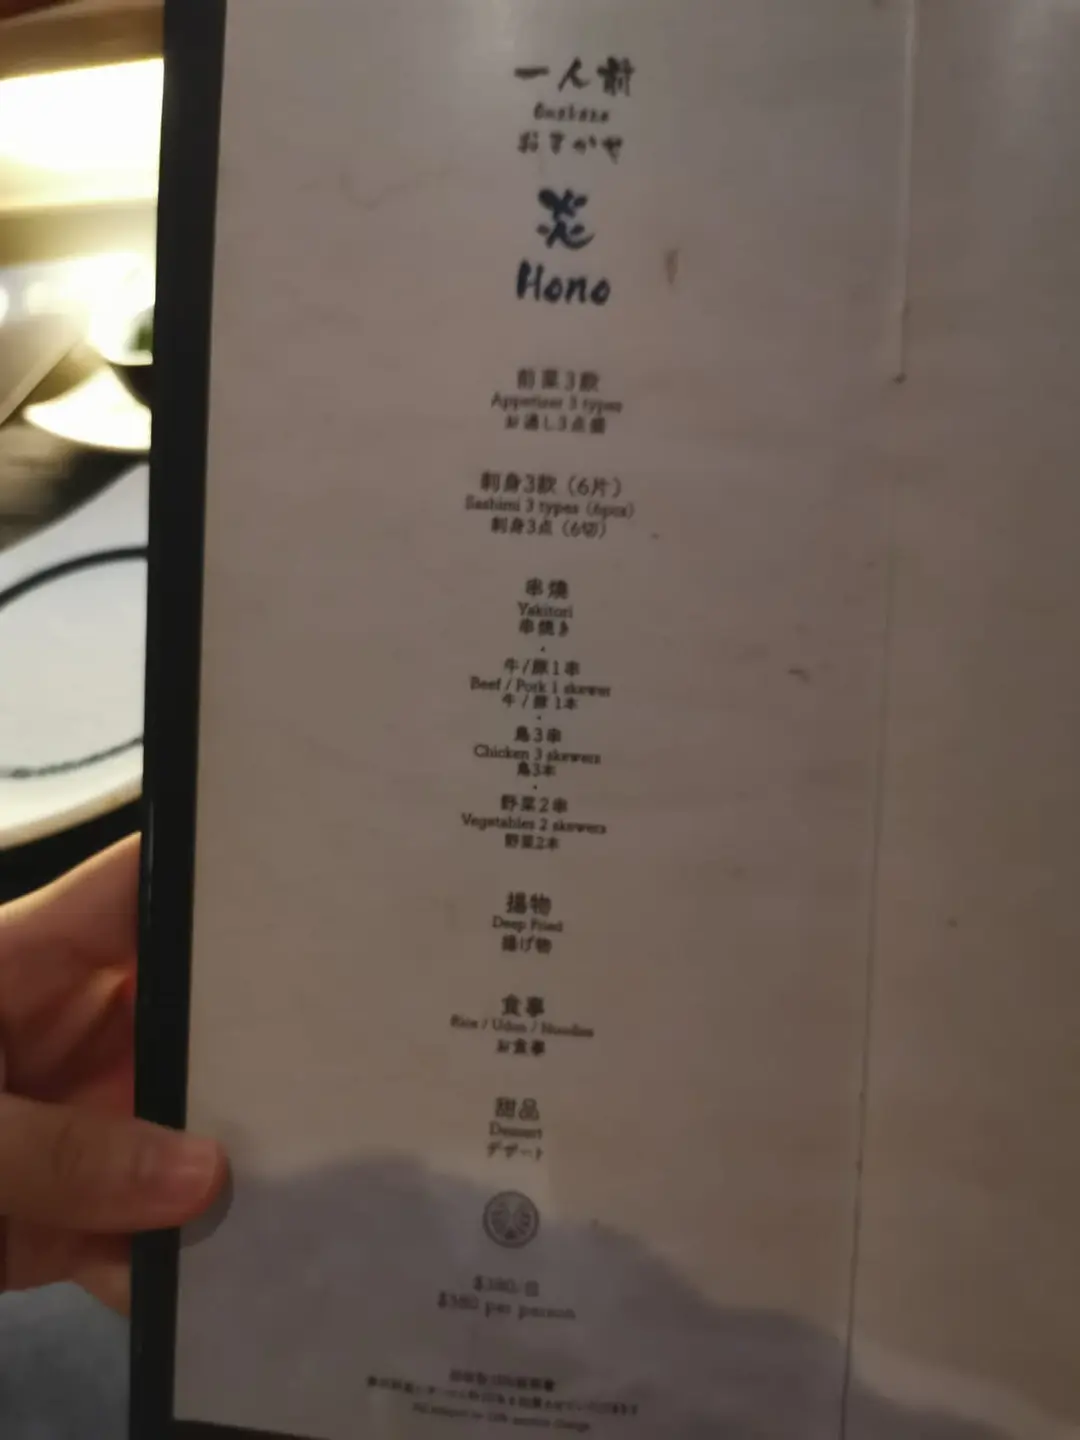 一人前
Omakase
おまかせ
炎
Hono
前菜3款
Appetizer 3 types
お通し3点盛
刺身3款（6片）
Sashimi 3 types (6pcs)
刺身3点（6切）
串燒
Yakitori
串焼き
牛/豚1串
Beef / Pork 1 skewer
牛 / 豚 1本
鳥3串
Chicken 3 skewers
鳥3本
野菜2串
Vegetables 2 skewers
野菜2本
揚物
Deep Fried
揚げ物
食事
Rice / Udon / Noodles
お食事
甜品
Dessert
デザート
$380/位
$380 per person